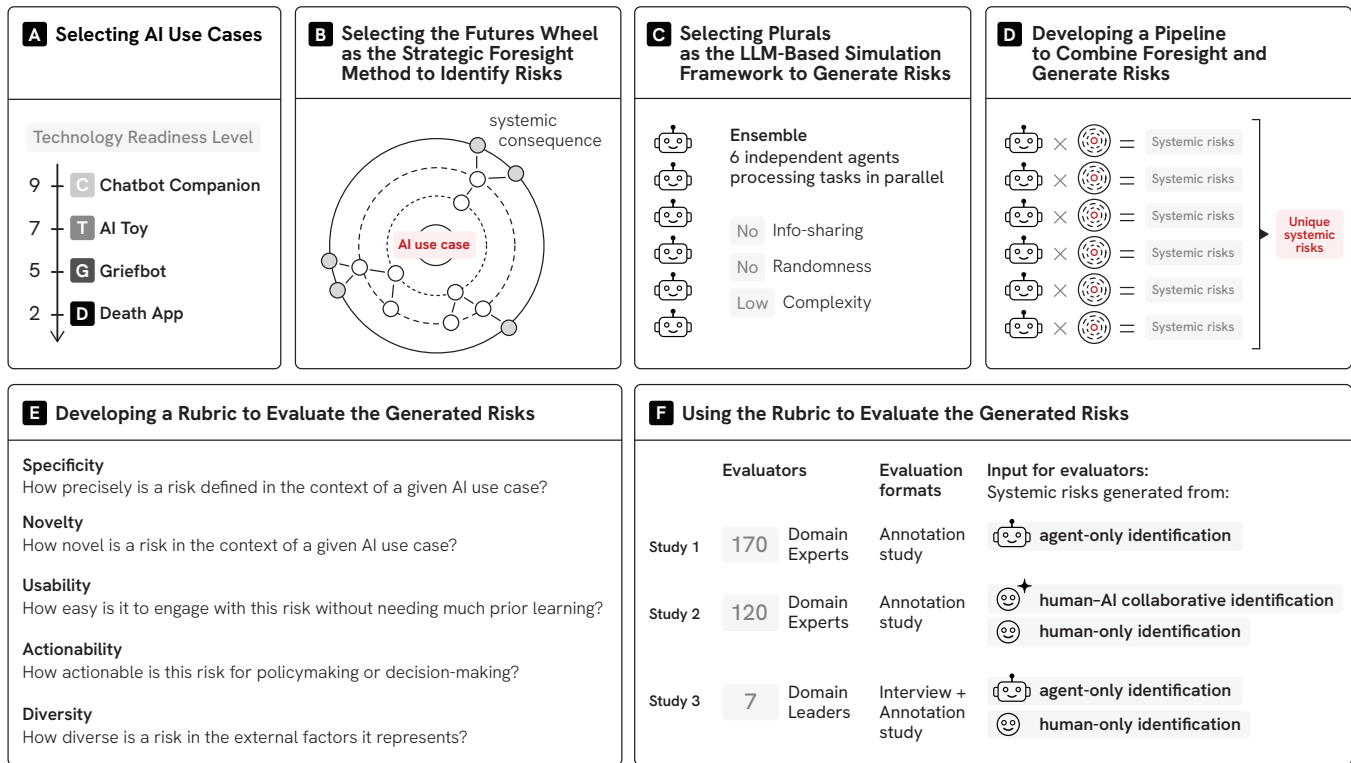 A Selecting AI Use Cases
Technology Readiness Level
9 C Chatbot Companion
7 T AI Toy
5 G Griefbot
2 D Death App
B Selecting the Futures Wheel
as the Strategic Foresight
Method to Identify Risks
systemic
consequence
AI use case
C Selecting Plurals
as the LLM-Based Simulation
Framework to Generate Risks
Ensemble
6 independent agents
processing tasks in parallel
No Info-sharing
No Randomness
Low Complexity
D Developing a Pipeline
to Combine Foresight and
Generate Risks
× = Systemic risks
× = Systemic risks
× = Systemic risks
× = Systemic risks
× = Systemic risks
× = Systemic risks
Unique
systemic
risks
E Developing a Rubric to Evaluate the Generated Risks
Specificity
How precisely is a risk defined in the context of a given AI use case?
Novelty
How novel is a risk in the context of a given AI use case?
Usability
How easy is it to engage with this risk without needing much prior learning?
Actionability
How actionable is this risk for policymaking or decision-making?
Diversity
How diverse is a risk in the external factors it represents?
F Using the Rubric to Evaluate the Generated Risks
Evaluators
Evaluation
formats
Input for evaluators:
Systemic risks generated from:
Study 1
170
Domain
Experts
Annotation
study
agent-only identification
Study 2
120
Domain
Experts
Annotation
study
human–AI collaborative identification
human-only identification
Study 3
7
Domain
Leaders
Interview +
Annotation
study
agent-only identification
human-only identification